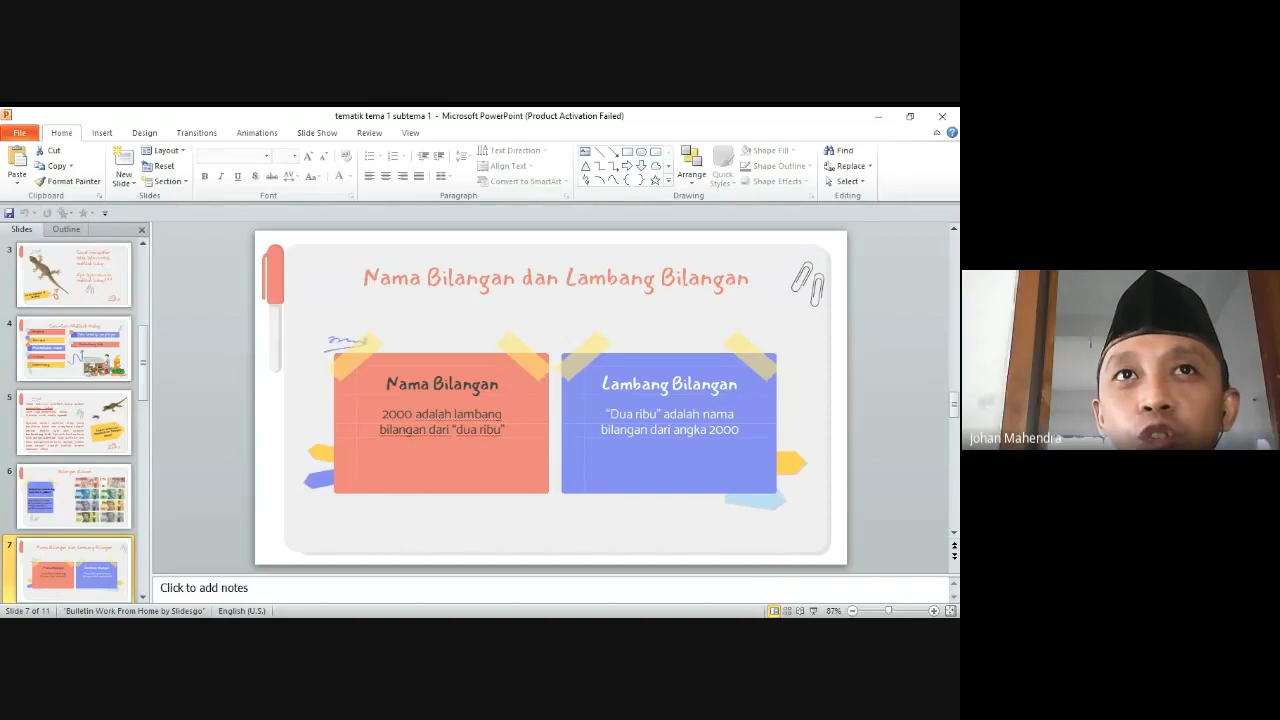 tematik tema 1 subtema 1 - Microsoft PowerPoint (Product Activation Failed)
File Home Insert Design Transitions Animations Slide Show Review View
Paste
Cut
Copy
Format Painter
Clipboard
New Slide
Layout
Reset
Section
Slides
Font
Paragraph
Text Direction
Align Text
Convert to SmartArt
Arrange
Quick Styles
Shape Fill
Shape Outline
Shape Effects
Drawing
Find
Replace
Select
Editing
Slides Outline
3
4
5
6
7
Nama Bilangan dan Lambang Bilangan
Nama Bilangan
2000 adalah lambang
bilangan dari “dua ribu”
Lambang Bilangan
“Dua ribu” adalah nama
bilangan dari angka 2000
Johan Mahendra
Click to add notes
Slide 7 of 11 "Bulletin Work From Home by Slidesgo" English (U.S.) 87%